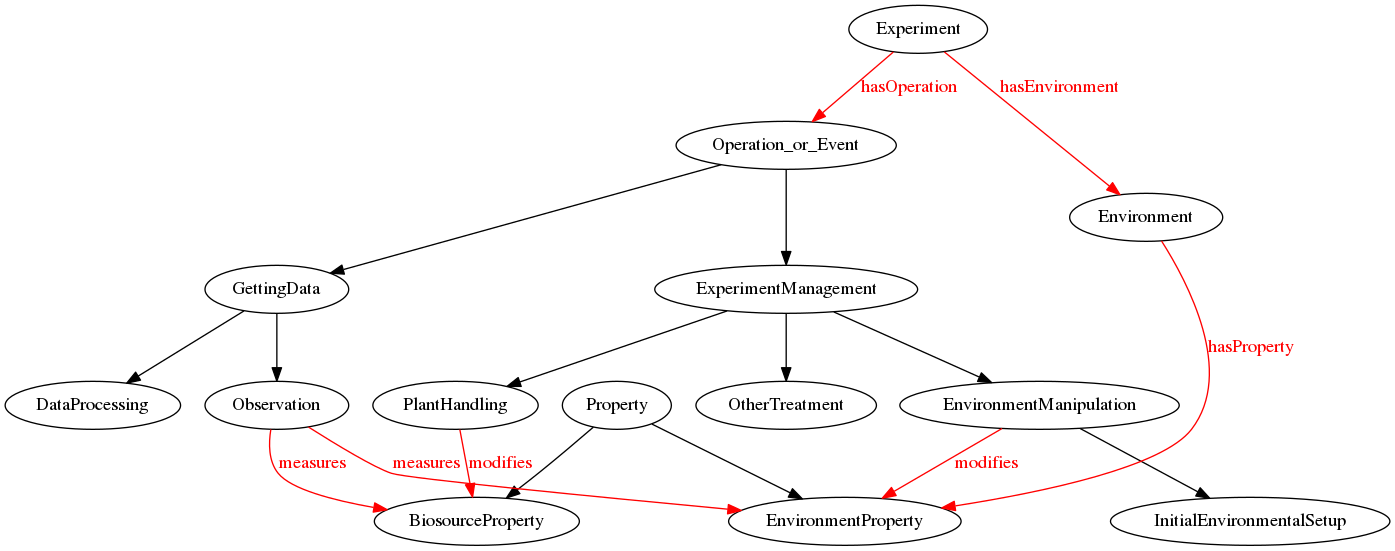 Experiment
hasOperation
hasEnvironment
Operation_or_Event
Environment
GettingData
ExperimentManagement
hasProperty
DataProcessing
Observation
PlantHandling
Property
OtherTreatment
EnvironmentManipulation
measures
measures
modifies
modifies
BiosourceProperty
EnvironmentProperty
InitialEnvironmentalSetup